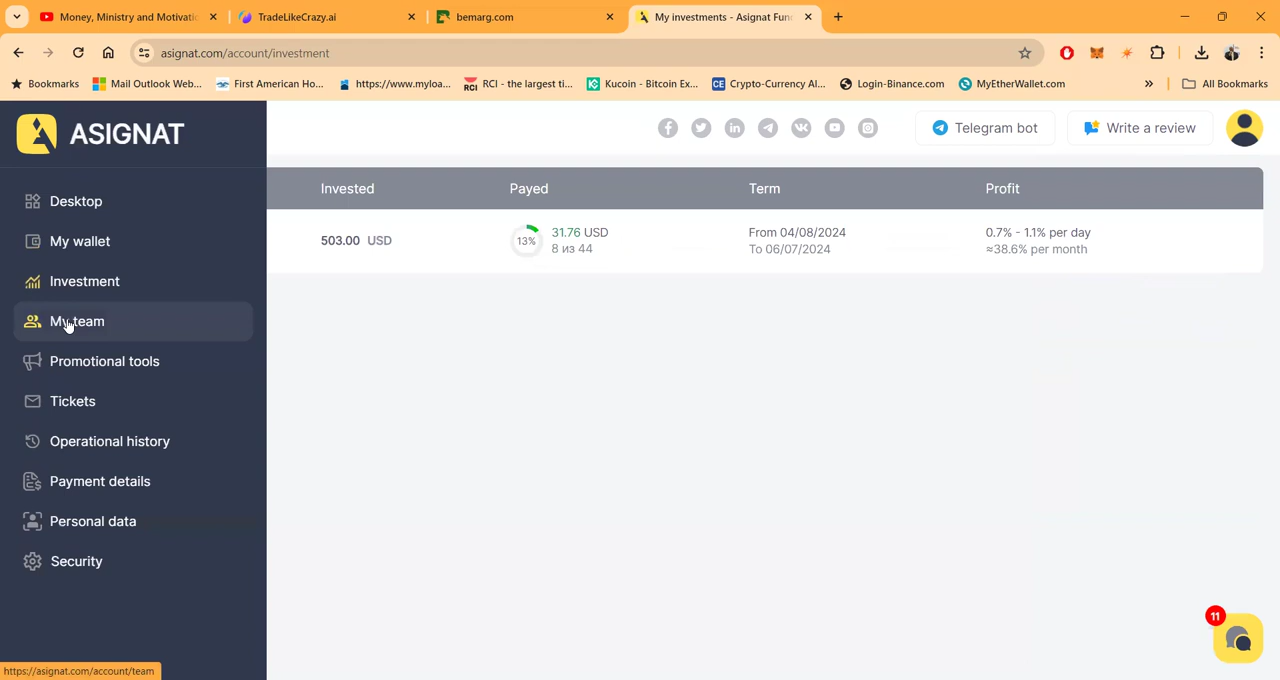 Money, Ministry and Motivatic
TradeLikeCrazy.ai
bemarg.com
My investments - Asignat Fun
asignat.com/account/investment
Bookmarks
Mail Outlook Web...
First American Ho...
https://www.myloa...
RCI - the largest ti...
Kucoin - Bitcoin Ex...
Crypto-Currency Al...
Login-Binance.com
MyEtherWallet.com
»
All Bookmarks
ASIGNAT
Telegram bot
Write a review
Desktop
My wallet
Investment
My team
Promotional tools
Tickets
Operational history
Payment details
Personal data
Security
Invested
Payed
Term
Profit
503.00 USD
13%
31.76 USD
8 из 44
From 04/08/2024
To 06/07/2024
0.7% - 1.1% per day
≈38.6% per month
11
https://asignat.com/account/team